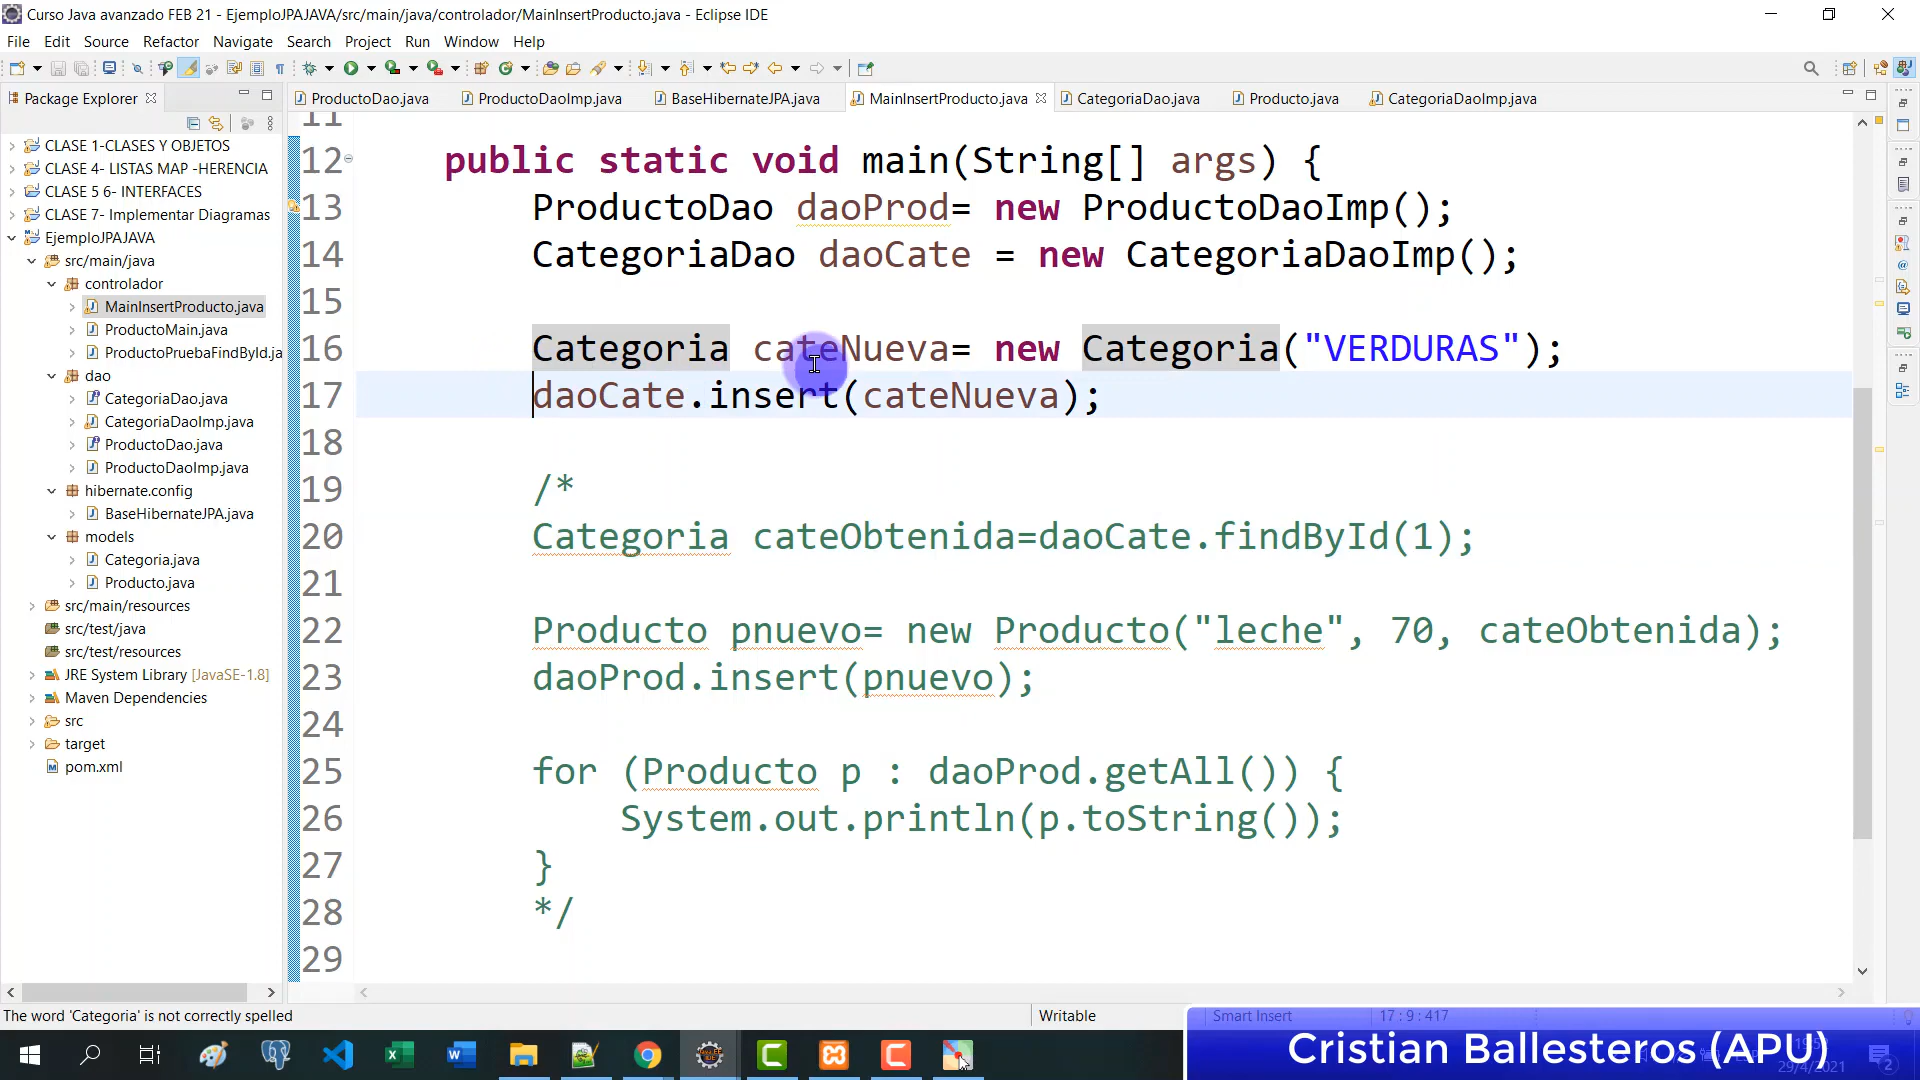 Curso Java avanzado FEB 21 - EjemploJPAJAVA/src/main/java/controlador/MainInsertProducto.java - Eclipse IDE
File Edit Source Refactor Navigate Search Project Run Window Help
Package Explorer
ProductoDao.java ProductoDaoImp.java BaseHibernateJPA.java MainInsertProducto.java CategoriaDao.java Producto.java CategoriaDaoImp.java
CLASE 1-CLASES Y OBJETOS
CLASE 4- LISTAS MAP -HERENCIA
CLASE 5 6- INTERFACES
CLASE 7- Implementar Diagramas
EjemploJPAJAVA
src/main/java
controlador
MainInsertProducto.java
ProductoMain.java
ProductoPruebaFindById.ja
dao
CategoriaDao.java
CategoriaDaoImp.java
ProductoDao.java
ProductoDaoImp.java
hibernate.config
BaseHibernateJPA.java
models
Categoria.java
Producto.java
src/main/resources
src/test/java
src/test/resources
JRE System Library [JavaSE-1.8]
Maven Dependencies
src
target
pom.xml
11
12 public static void main(String[] args) {
13 ProductoDao daoProd= new ProductoDaoImp();
14 CategoriaDao daoCate = new CategoriaDaoImp();
15
16 Categoria cateNueva= new Categoria("VERDURAS");
17 daoCate.insert(cateNueva);
18
19 /*
20 Categoria cateObtenida=daoCate.findById(1);
21
22 Producto pnuevo= new Producto("leche", 70, cateObtenida);
23 daoProd.insert(pnuevo);
24
25 for (Producto p : daoProd.getAll()) {
26 System.out.println(p.toString());
27 }
28 */
29
The word 'Categoria' is not correctly spelled
Writable
Smart Insert
17 : 9 : 417
Cristian Ballesteros (APU)
29/4/2021